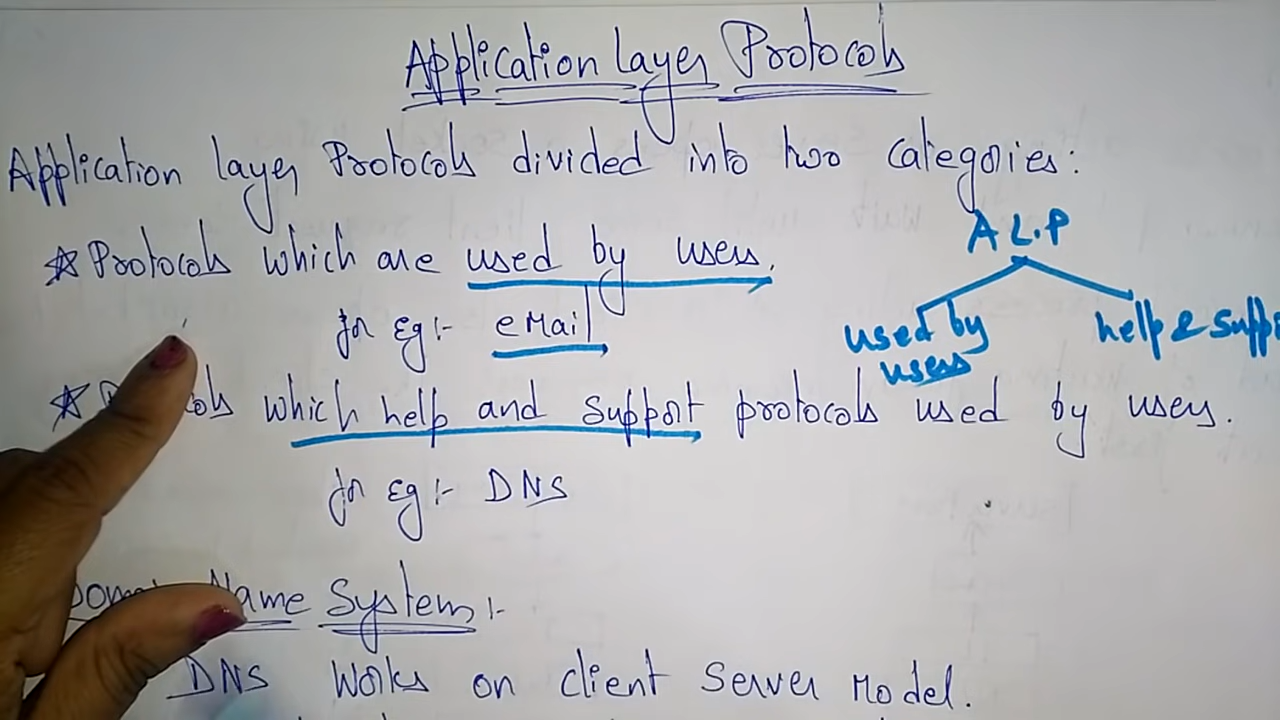 Application Layer Protocols
Application layer Protocols divided into two categories:
Protocols which are used by users.
for eg:- eMail
which help and support protocols used by users.
for eg:- DNS
A L.P
used by
users
help &
Name System:-
DNS works on client server Model.